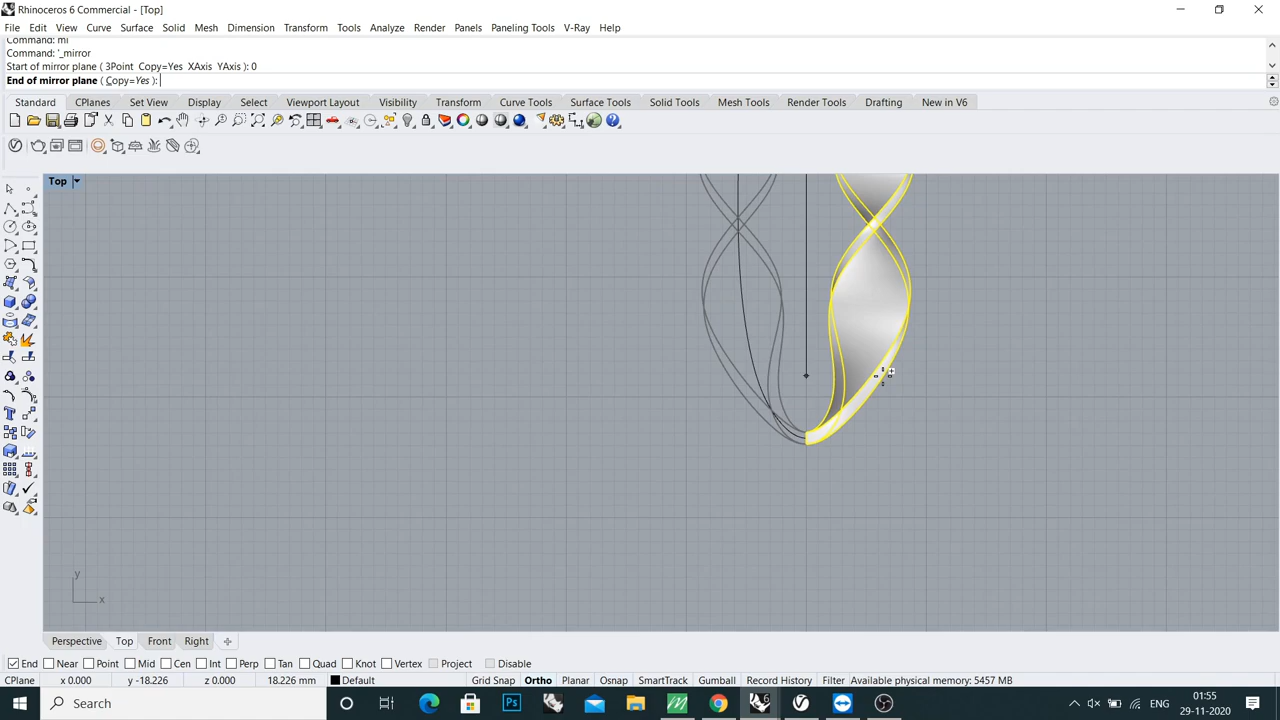 Rhinoceros 6 Commercial - [Top]
File Edit View Curve Surface Solid Mesh Dimension Transform Tools Analyze Render Panels Paneling Tools V-Ray Help
Command: mi
Command: '_mirror
Start of mirror plane ( 3Point Copy=Yes XAxis YAxis ): 0
End of mirror plane ( Copy=Yes ):
Standard CPlanes Set View Display Select Viewport Layout Visibility Transform Curve Tools Surface Tools Solid Tools Mesh Tools Render Tools Drafting New in V6
Top
y
x
Perspective Top Front Right
End Near Point Mid Cen Int Perp Tan Quad Knot Vertex Project Disable
CPlane x 0.000 y -18.226 z 0.000 18.226 mm Default Grid Snap Ortho Planar Osnap SmartTrack Gumball Record History Filter Available physical memory: 5457 MB
Search
Ps
6
ENG
01:55
29-11-2020